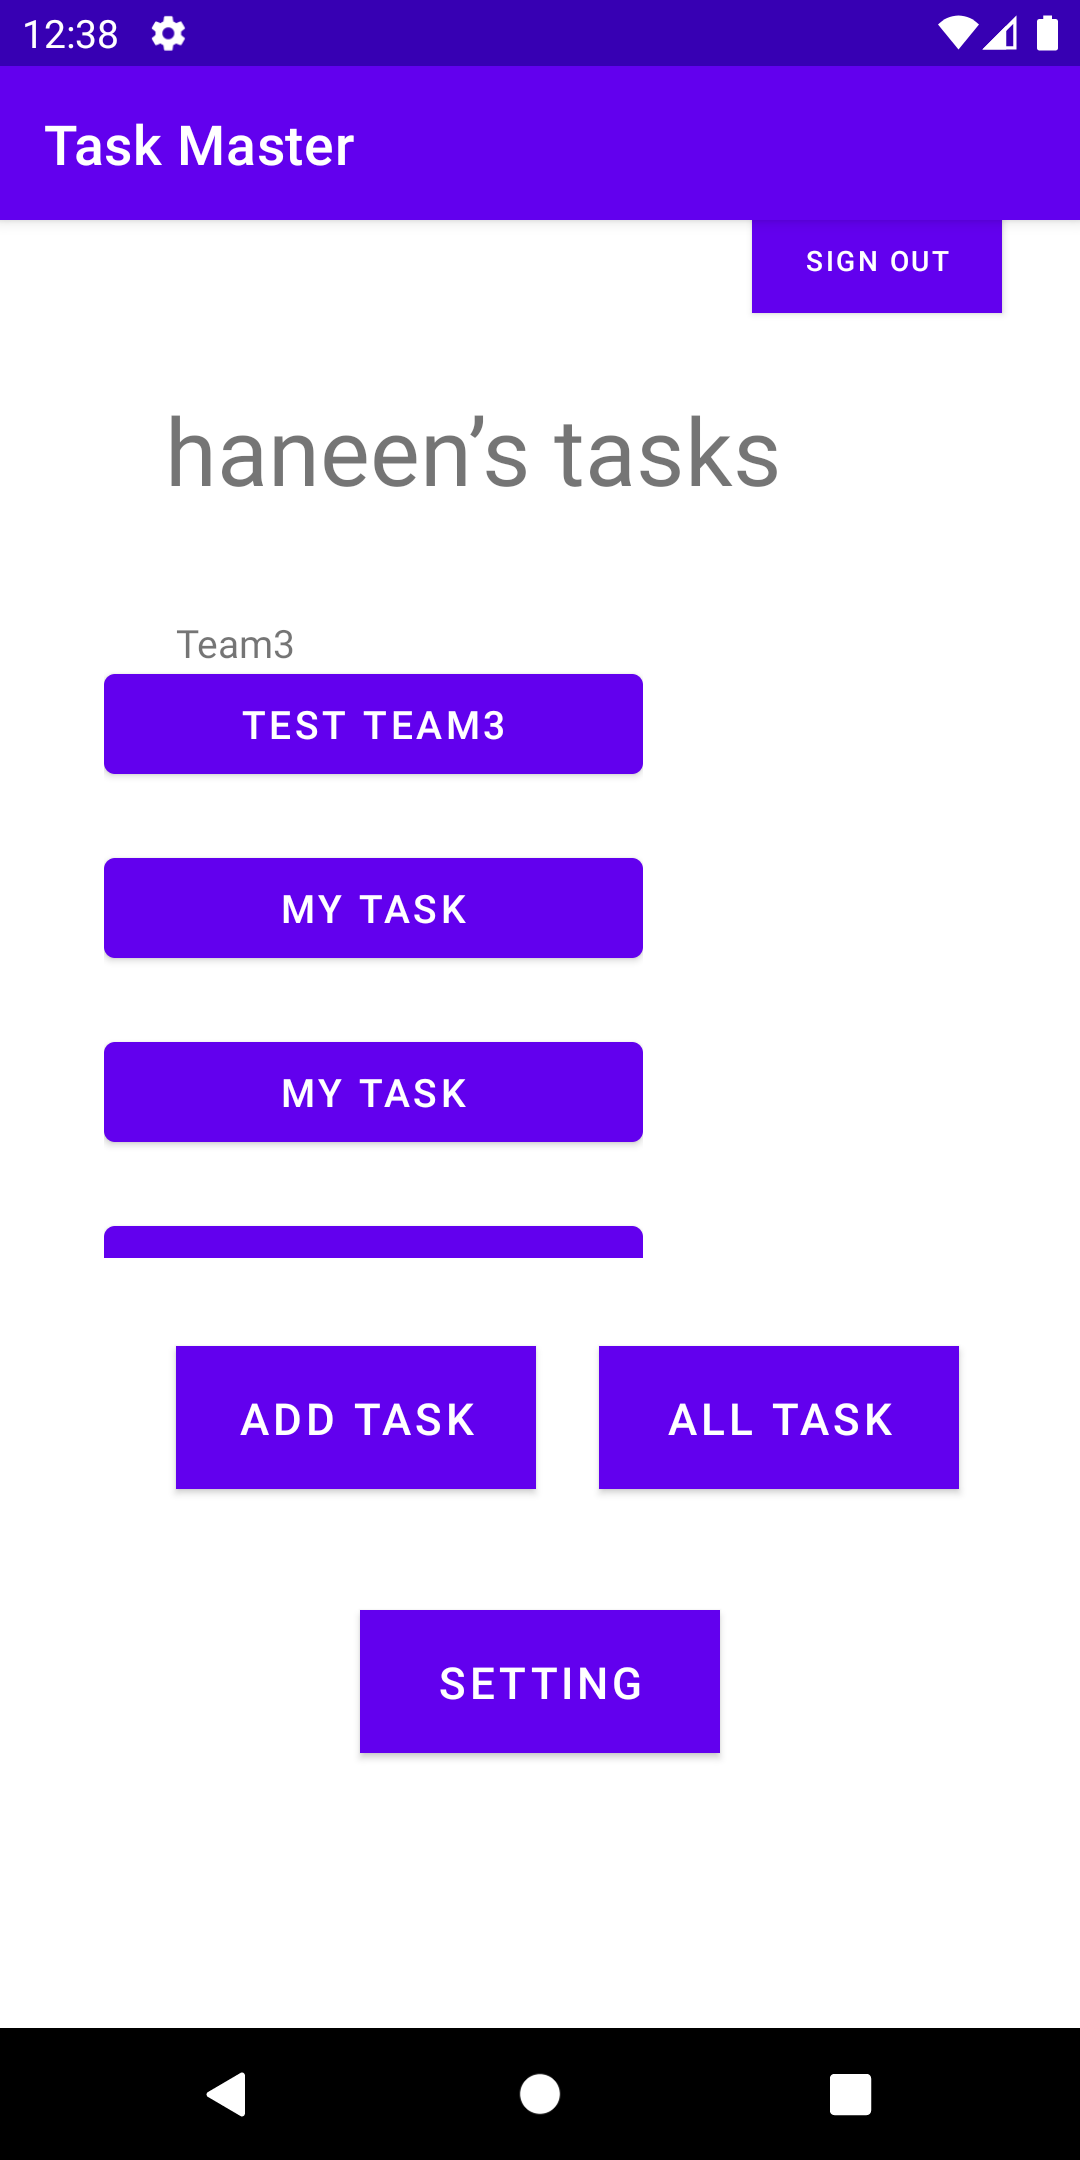 12:38
Task Master
SIGN OUT
haneen’s tasks
Team3
TEST TEAM3
MY TASK
MY TASK
ADD TASK
ALL TASK
SETTING